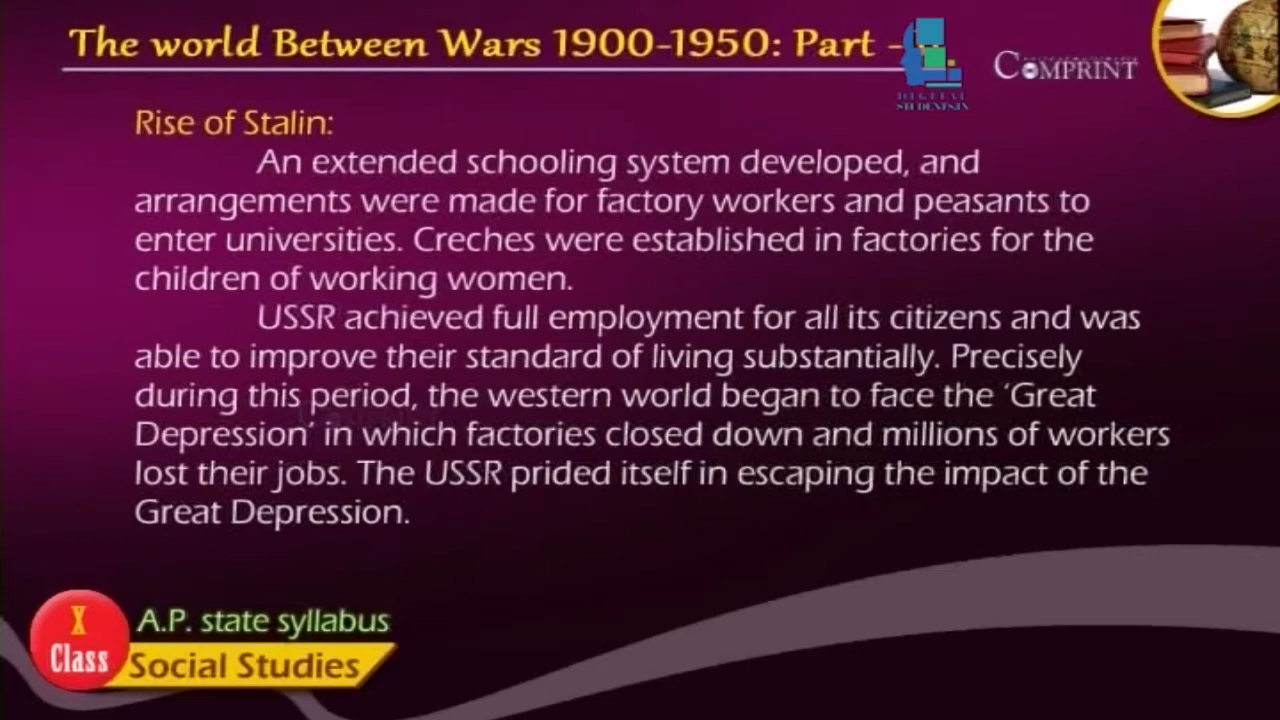 The world Between Wars 1900-1950: Part -
COMPRINT
Rise of Stalin:
An extended schooling system developed, and
arrangements were made for factory workers and peasants to
enter universities. Creches were established in factories for the
children of working women.
USSR achieved full employment for all its citizens and was
able to improve their standard of living substantially. Precisely
during this period, the western world began to face the ‘Great
Depression’ in which factories closed down and millions of workers
lost their jobs. The USSR prided itself in escaping the impact of the
Great Depression.
X
Class
A.P. state syllabus
Social Studies